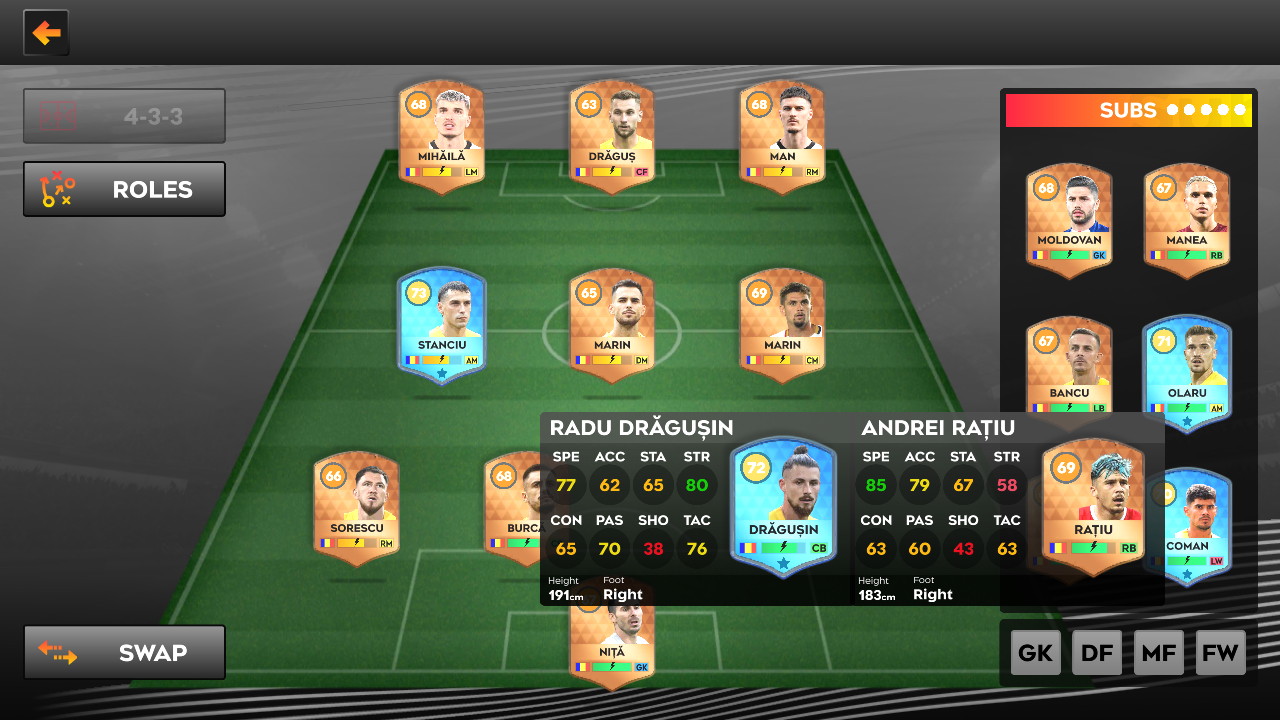 4-3-3
ROLES
SUBS
68
MIHĂILĂ
LM
63
DRĂGUȘ
CF
68
MAN
RM
68
MOLDOVAN
GK
67
MANEA
RB
73
STANCIU
AM
65
MARIN
DM
69
MARIN
CM
67
BANCU
LB
71
OLARU
AM
66
SORESCU
RM
68
RADU DRĂGUȘIN
SPE ACC STA STR
77 62 65 80
CON PAS SHO TAC
65 70 38 76
Height Foot
191cm Right
72
DRĂGUȘIN
CB
ANDREI RAȚIU
SPE ACC STA STR
85 79 67 58
CON PAS SHO TAC
63 60 43 63
Height Foot
183cm Right
69
RAȚIU
RB
COMAN
LW
NIȚĂ
GK
SWAP
GK DF MF FW